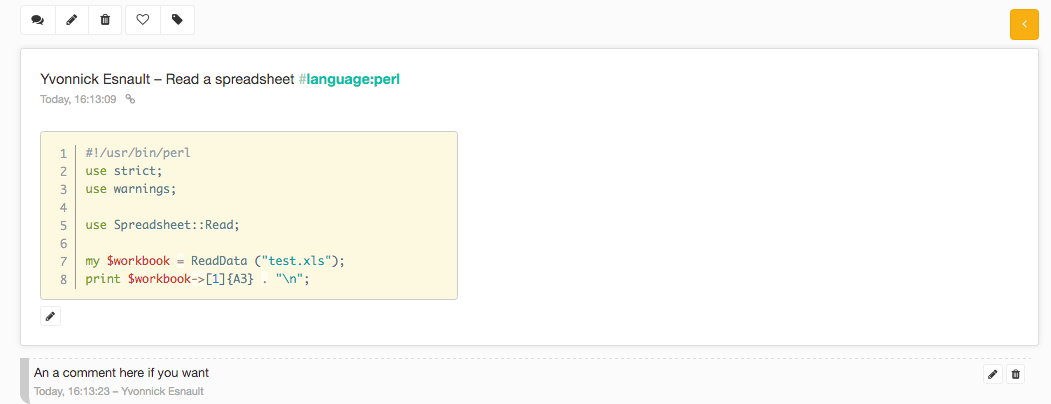 Yvonnick Esnault – Read a spreadsheet #language:perl
Today, 16:13:09
1 #!/usr/bin/perl
2 use strict;
3 use warnings;
4
5 use Spreadsheet::Read;
6
7 my $workbook = ReadData ("test.xls");
8 print $workbook->[1]{A3} . "\n";
An a comment here if you want
Today, 16:13:23 – Yvonnick Esnault